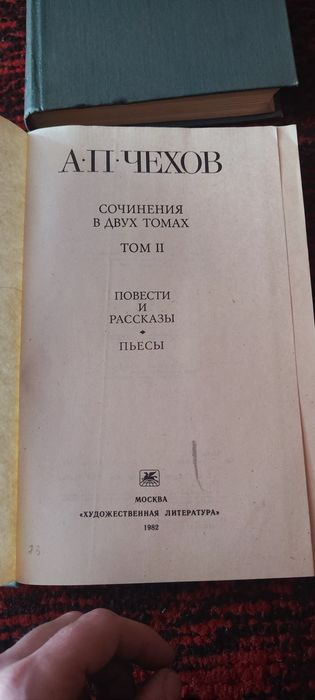 А·П·ЧЕХОВ
СОЧИНЕНИЯ
В ДВУХ ТОМАХ
ТОМ II
ПОВЕСТИ
И
РАССКАЗЫ
ПЬЕСЫ
МОСКВА
«ХУДОЖЕСТВЕННАЯ ЛИТЕРАТУРА»
1982